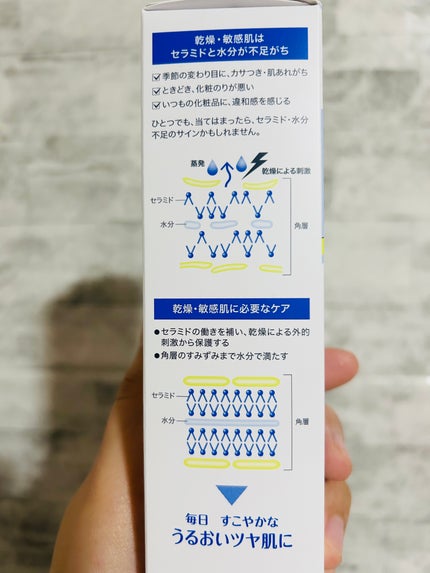 乾燥・敏感肌は
セラミドと水分が不足がち
季節の変わり目に、カサつき・肌あれがち
ときどき、化粧のりが悪い
いつもの化粧品に、違和感を感じる
ひとつでも、当てはまったら、セラミド・水分
不足のサインかもしれません。
蒸発
乾燥による刺激
セラミド
水分
角層
乾燥・敏感肌に必要なケア
●セラミドの働きを補い、乾燥による外的
刺激から保護する
●角層のすみずみまで水分で満たす
セラミド
水分
角層
毎日 すこやかな
うるおいツヤ肌に